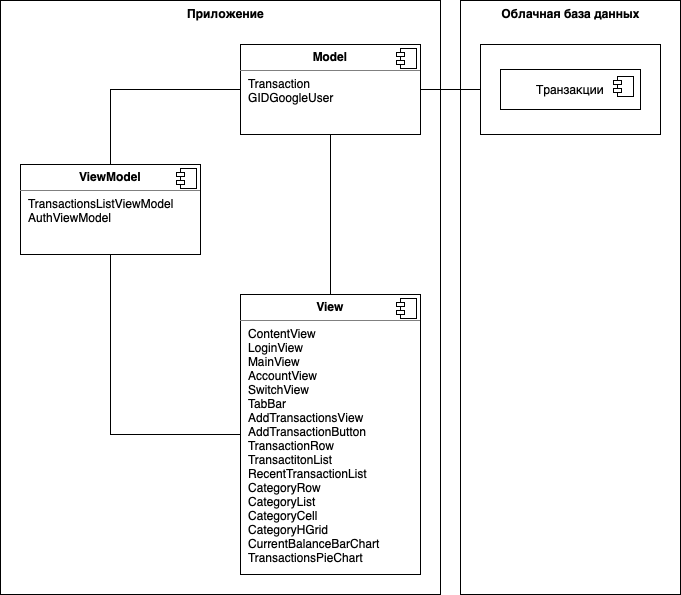 Приложение
Облачная база данных
Model
Transaction
GIDGoogleUser
Транзакции
ViewModel
TransactionsListViewModel
AuthViewModel
View
ContentView
LoginView
MainView
AccountView
SwitchView
TabBar
AddTransactionsView
AddTransactionButton
TransactionRow
TransactitonList
RecentTransactionList
CategoryRow
CategoryList
CategoryCell
CategoryHGrid
CurrentBalanceBarChart
TransactionsPieChart